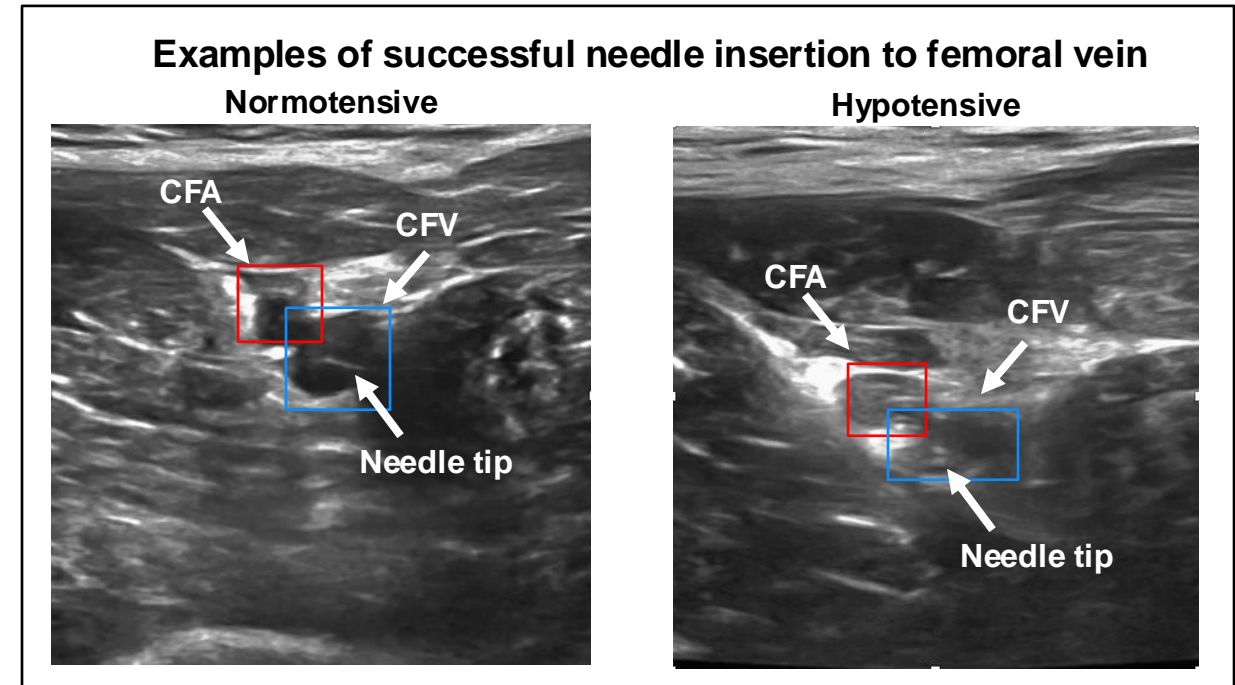 Examples of successful needle insertion to femoral vein
Normotensive
CFA
CFV
Needle tip
Hypotensive
CFA
CFV
Needle tip